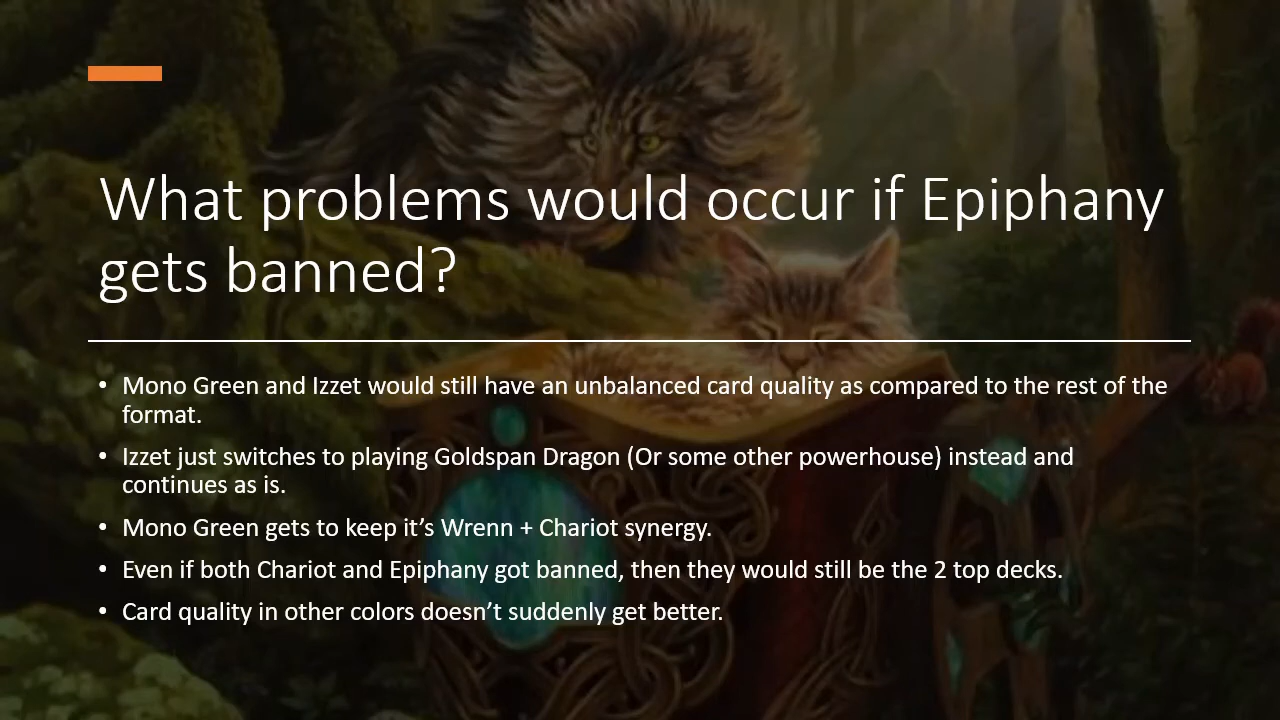 What problems would occur if Epiphany
gets banned?
• Mono Green and Izzet would still have an unbalanced card quality as compared to the rest of the
format.
• Izzet just switches to playing Goldspan Dragon (Or some other powerhouse) instead and
continues as is.
• Mono Green gets to keep it’s Wrenn + Chariot synergy.
• Even if both Chariot and Epiphany got banned, then they would still be the 2 top decks.
• Card quality in other colors doesn’t suddenly get better.